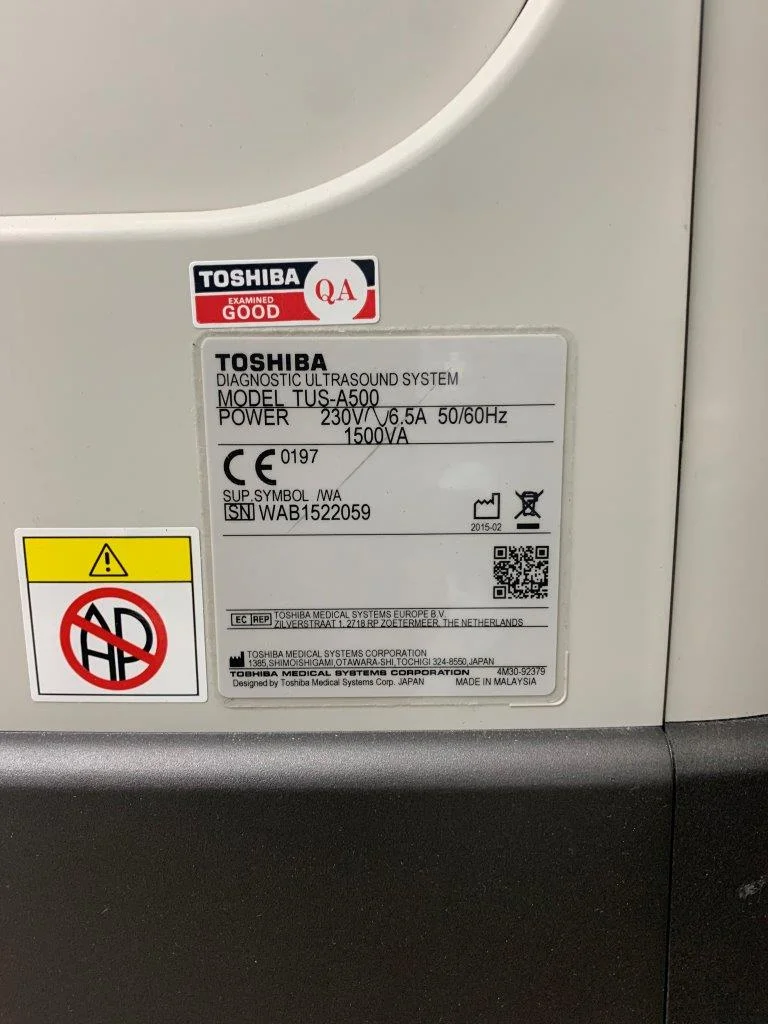 TOSHIBA
EXAMINED
GOOD
QA
TOSHIBA
DIAGNOSTIC ULTRASOUND SYSTEM
MODEL TUS-A500
POWER 230V∿6.5A 50/60Hz
1500VA
CE 0197
SUP.SYMBOL /WA
SN WAB1522059
2015-02
EC REP TOSHIBA MEDICAL SYSTEMS EUROPE B.V.
ZILVERSTRAAT 1, 2718 RP ZOETERMEER, THE NETHERLANDS
TOSHIBA MEDICAL SYSTEMS CORPORATION
1385,SHIMOISHIGAMI,OTAWARA-SHI,TOCHIGI 324-8550,JAPAN
TOSHIBA MEDICAL SYSTEMS CORPORATION 4M30-92379
Designed by Toshiba Medical Systems Corp. JAPAN MADE IN MALAYSIA
AD
HP